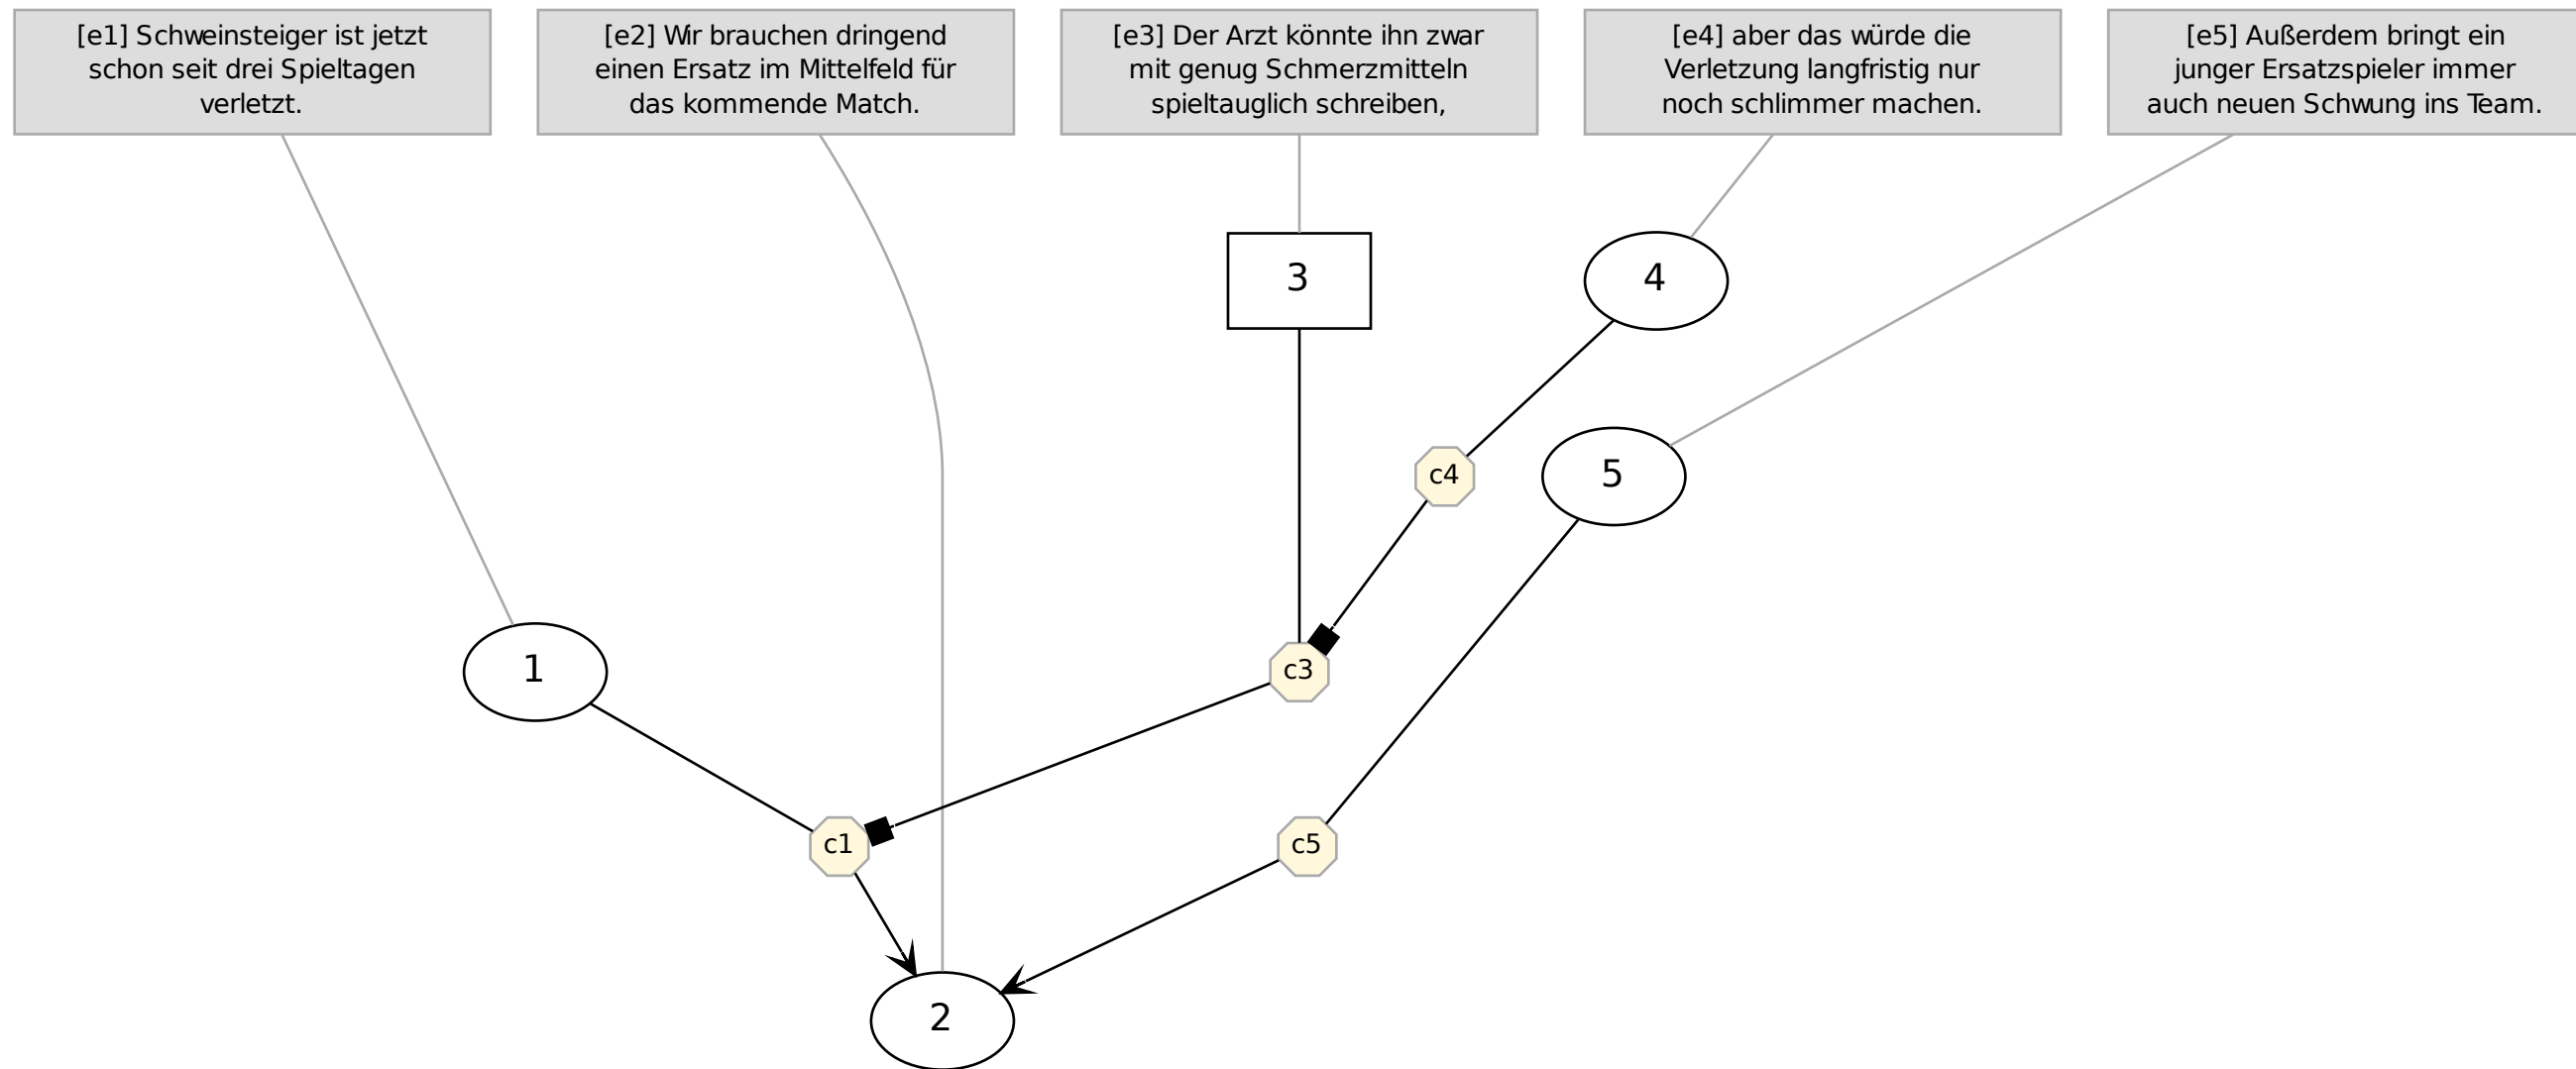 [e1] Schweinsteiger ist jetzt
schon seit drei Spieltagen
verletzt.
[e2] Wir brauchen dringend
einen Ersatz im Mittelfeld für
das kommende Match.
[e3] Der Arzt könnte ihn zwar
mit genug Schmerzmitteln
spieltauglich schreiben,
[e4] aber das würde die
Verletzung langfristig nur
noch schlimmer machen.
[e5] Außerdem bringt ein
junger Ersatzspieler immer
auch neuen Schwung ins Team.
3
4
c4
5
1
c3
c1
c5
2